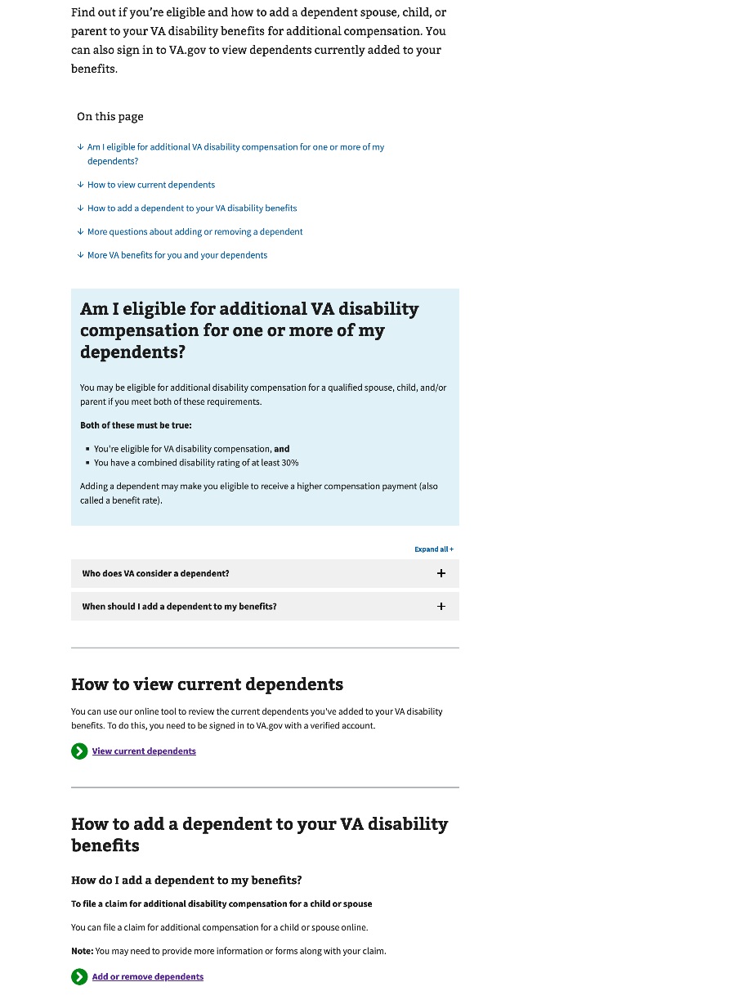 Find out if you’re eligible and how to add a dependent spouse, child, or
parent to your VA disability benefits for additional compensation. You
can also sign in to VA.gov to view dependents currently added to your
benefits.
On this page
↓ Am I eligible for additional VA disability compensation for one or more of my
dependents?
↓ How to view current dependents
↓ How to add a dependent to your VA disability benefits
↓ More questions about adding or removing a dependent
↓ More VA benefits for you and your dependents
Am I eligible for additional VA disability
compensation for one or more of my
dependents?
You may be eligible for additional disability compensation for a qualified spouse, child, and/or
parent if you meet both of these requirements.
Both of these must be true:
▪ You're eligible for VA disability compensation, and
▪ You have a combined disability rating of at least 30%
Adding a dependent may make you eligible to receive a higher compensation payment (also
called a benefit rate).
Expand all +
Who does VA consider a dependent?
When should I add a dependent to my benefits?
How to view current dependents
You can use our online tool to review the current dependents you've added to your VA disability
benefits. To do this, you need to be signed in to VA.gov with a verified account.
View current dependents
How to add a dependent to your VA disability
benefits
How do I add a dependent to my benefits?
To file a claim for additional disability compensation for a child or spouse
You can file a claim for additional compensation for a child or spouse online.
Note: You may need to provide more information or forms along with your claim.
Add or remove dependents